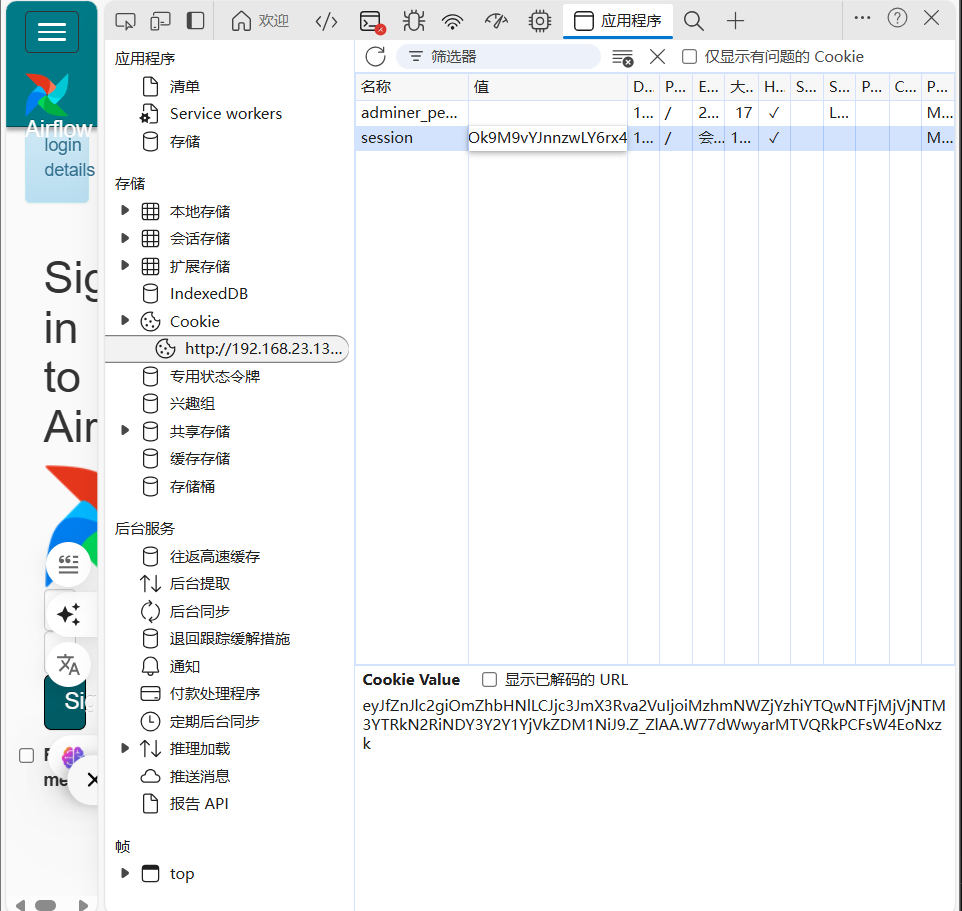 欢迎
应用程序
Airflow
login
details
Sig
in
to
Air
Sig
me
应用程序
清单
Service workers
存储
存储
本地存储
会话存储
扩展存储
IndexedDB
Cookie
http://192.168.23.13...
专用状态令牌
兴趣组
共享存储
缓存存储
存储桶
后台服务
往返高速缓存
后台提取
后台同步
退回跟踪缓解措施
通知
付款处理程序
定期后台同步
推理加载
推送消息
报告 API
帧
top
筛选器
仅显示有问题的 Cookie
名称 值 D... P... E... 大... H... S... S... P... C... P...
adminer_pe... 1... / 2... 17 ✓ L... M...
session Ok9M9vYJnnzwLY6rx4 1... / 会... 1... ✓ M...
Cookie Value 显示已解码的 URL
eyJfZnJlc2giOmZhbHNlLCJjc3JmX3Rva2VuIjoiMzhmNWZjYzhiYTQwNTFjMjVjNTM
3YTRkN2RiNDY3Y2Y1YjVkZDM1NiJ9.Z_ZlAA.W77dWwyarMTVQRkPCFsW4EoNxz
k